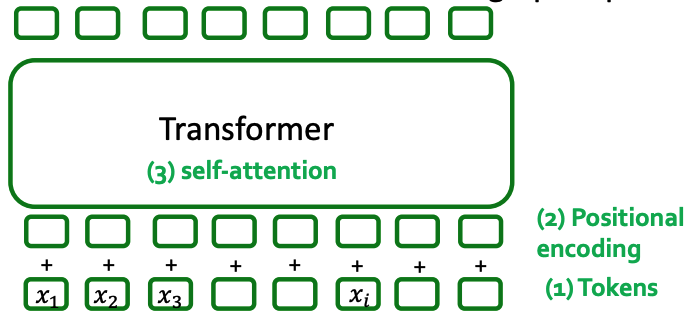 Transformer
(3) self-attention
(2) Positional
encoding
+ + + + + + + +
(1) Tokens
x₁ x₂ x₃ xᵢ